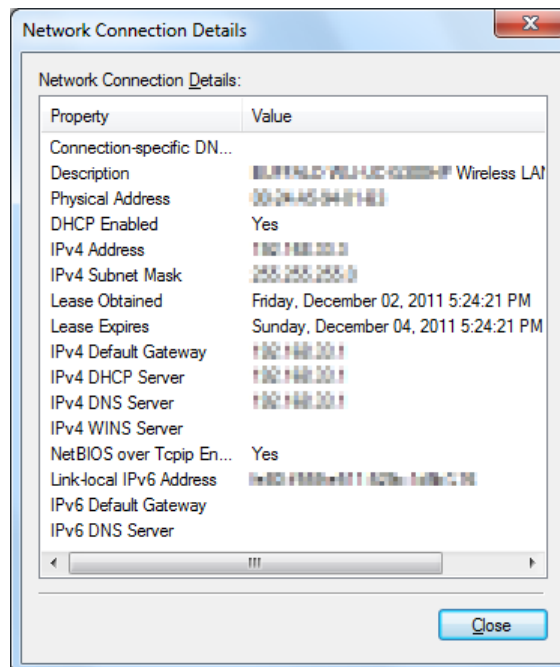 Network Connection Details
Network Connection Details:
Property Value
Connection-specific DN...
Description Wireless LAN
Physical Address
DHCP Enabled Yes
IPv4 Address
IPv4 Subnet Mask
Lease Obtained Friday, December 02, 2011 5:24:21 PM
Lease Expires Sunday, December 04, 2011 5:24:21 PM
IPv4 Default Gateway
IPv4 DHCP Server
IPv4 DNS Server
IPv4 WINS Server
NetBIOS over Tcpip En... Yes
Link-local IPv6 Address
IPv6 Default Gateway
IPv6 DNS Server
Close